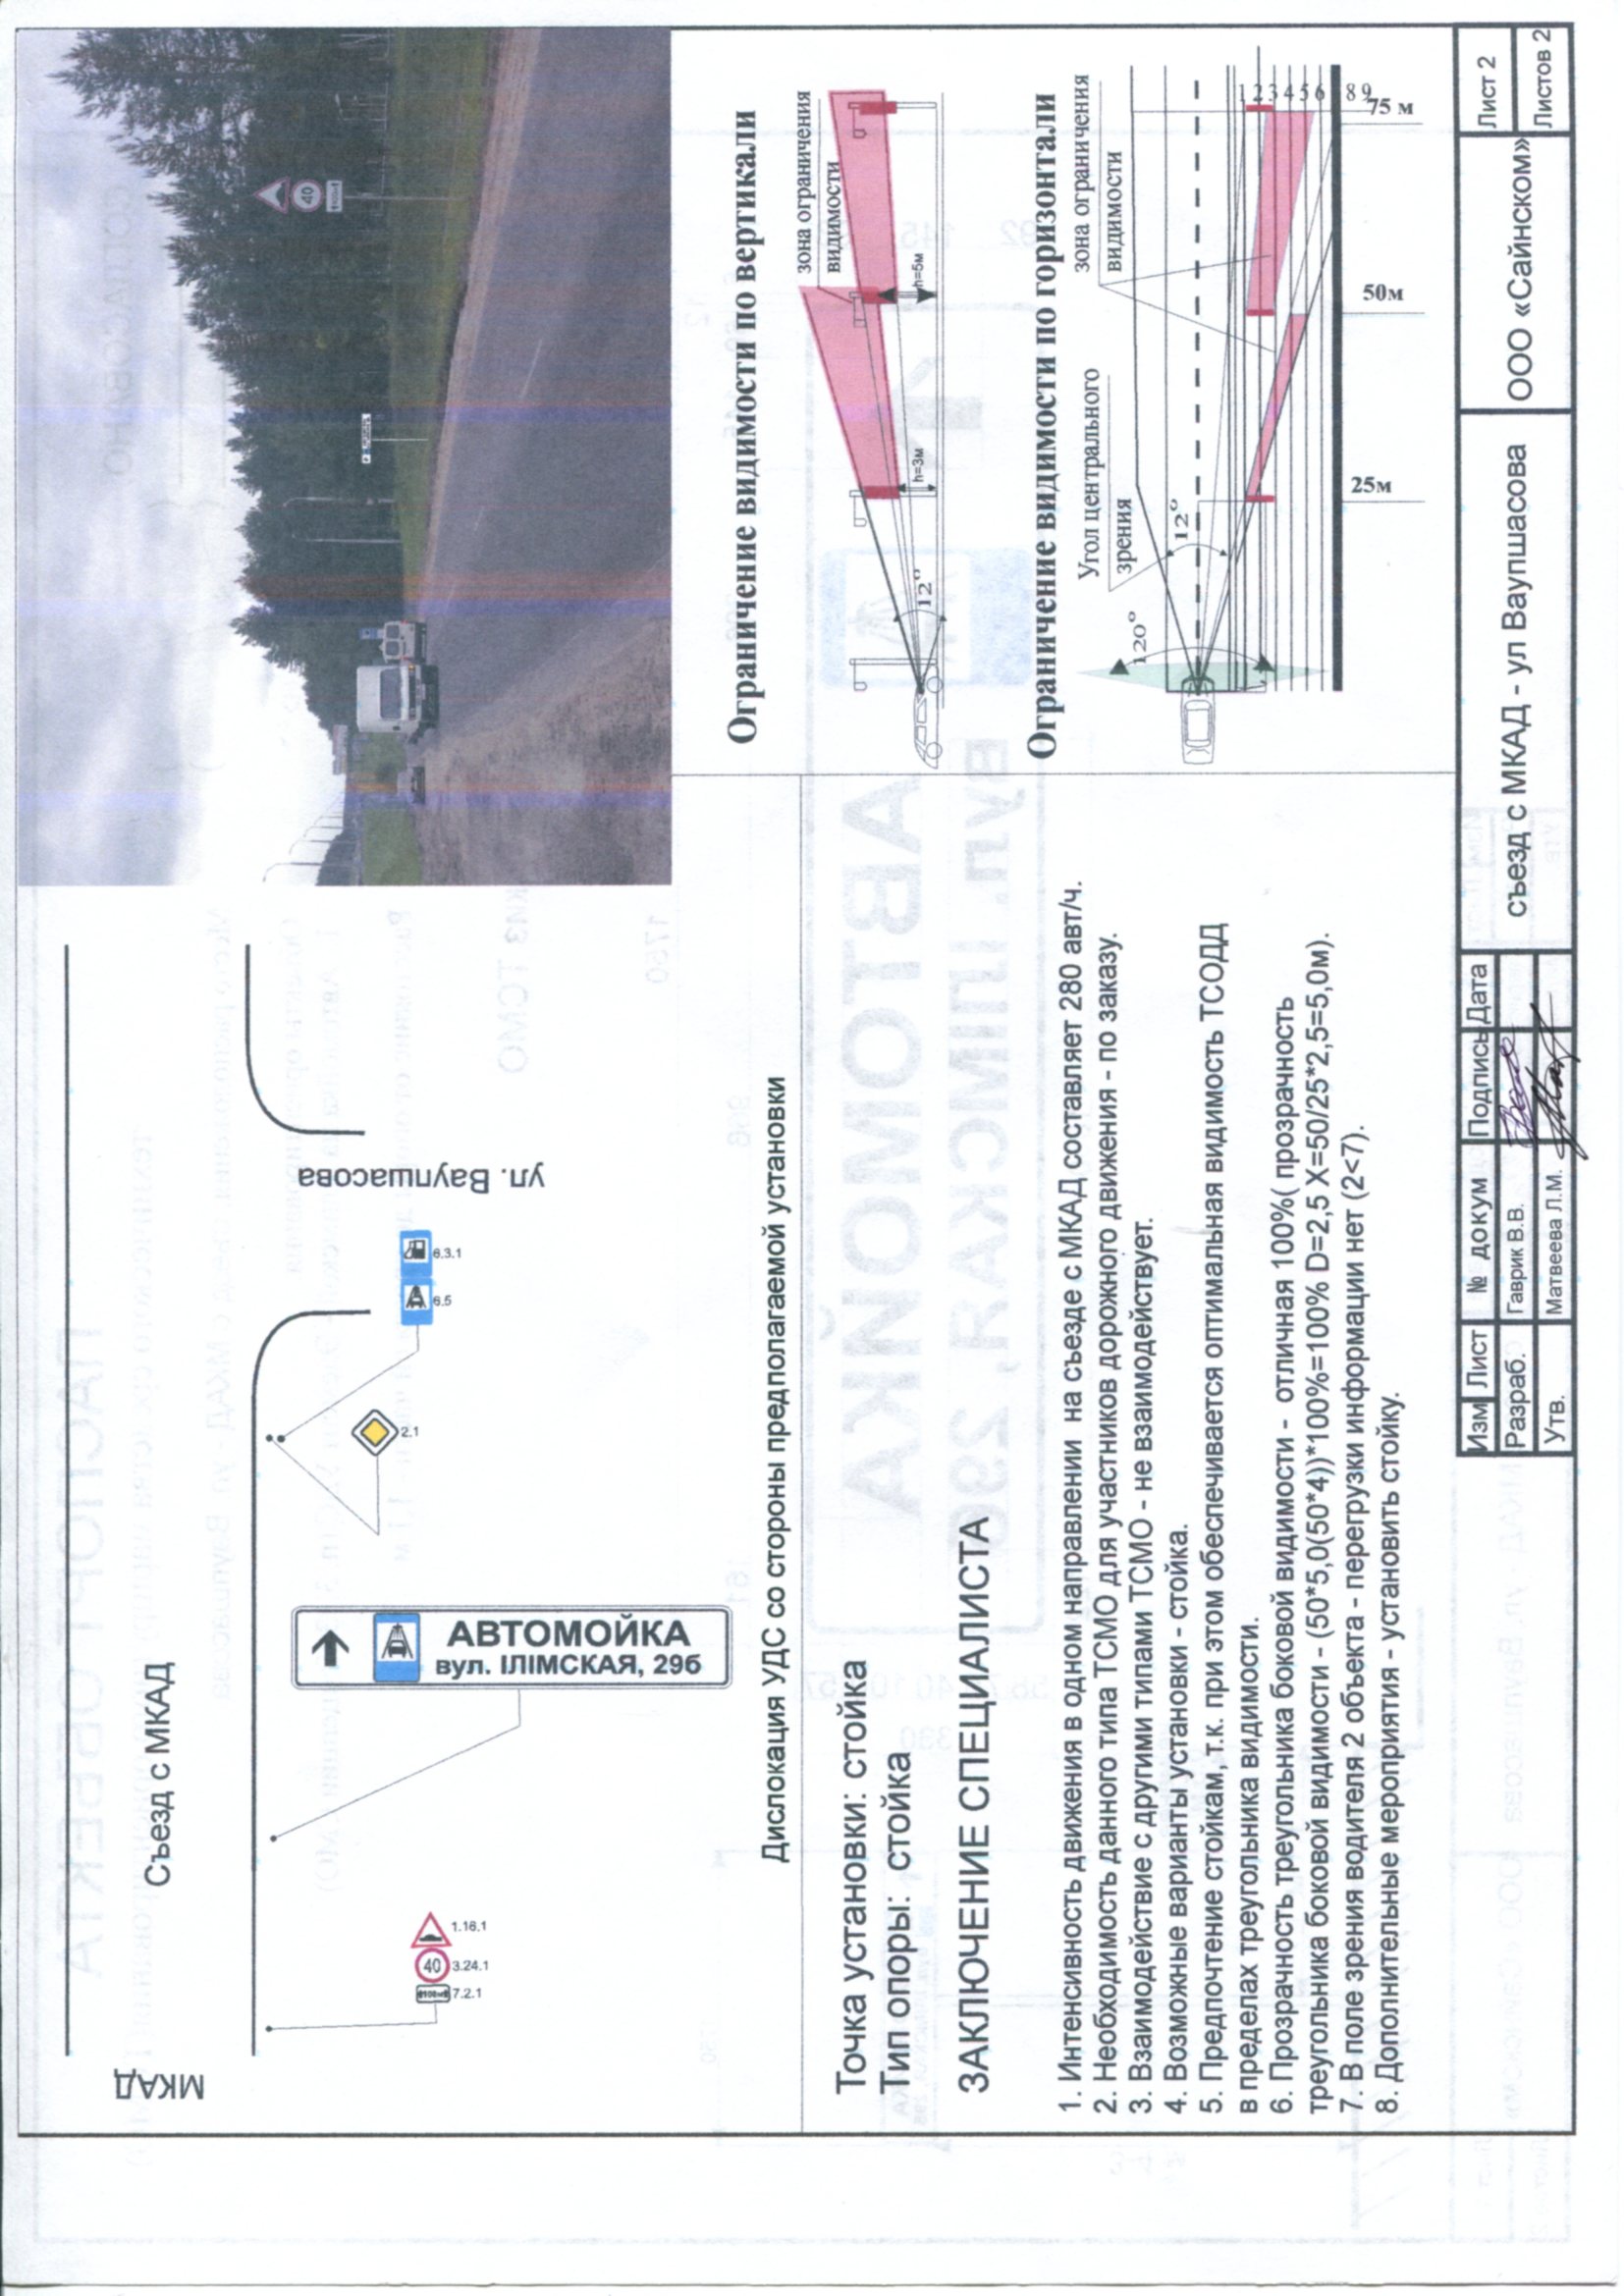 МКАД
Съезд с МКАД
ул. Ваупшасова
1.16.1
40
3.24.1
7.2.1
АВТОМОЙКА
вул. ІЛІМСКАЯ, 29б
2.1
6.5
6.3.1
Дислокация УДС со стороны предполагаемой установки
40
Точка установки: стойка
Тип опоры: стойка
ЗАКЛЮЧЕНИЕ СПЕЦИАЛИСТА
1. Интенсивность движения в одном направлении на съезде с МКАД составляет 280 авт/ч.
2. Необходимость данного типа ТСМО для участников дорожного движения - по заказу.
3. Взаимодействие с другими типами ТСМО - не взаимодействует.
4. Возможные варианты установки - стойка.
5. Предпочтение стойкам, т.к. при этом обеспечивается оптимальная видимость ТСОДД
в пределах треугольника видимости.
6. Прозрачность треугольника боковой видимости - отличная 100%( прозрачность
треугольника боковой видимости - (50*5,0(50*4))*100%=100% D=2,5 X=50/25*2,5=5,0м).
7. В поле зрения водителя 2 объекта - перегрузки информации нет (2<7).
8. Дополнительные мероприятия - установить стойку.
Ограничение видимости по вертикали
зона ограничения
видимости
12°
h=3м
h=5м
Ограничение видимости по горизонтали
Угол центрального
зрения
зона ограничения
видимости
120°
12°
1 2 3 4 5 6 8 9
25м
50м
75 м
Изм Лист № докум Подпись Дата
Разраб. Гаврик В.В.
Утв. Матвеева Л.М.
съезд с МКАД - ул Ваупшасова
ООО «Сайнском»
Лист 2
Листов 2